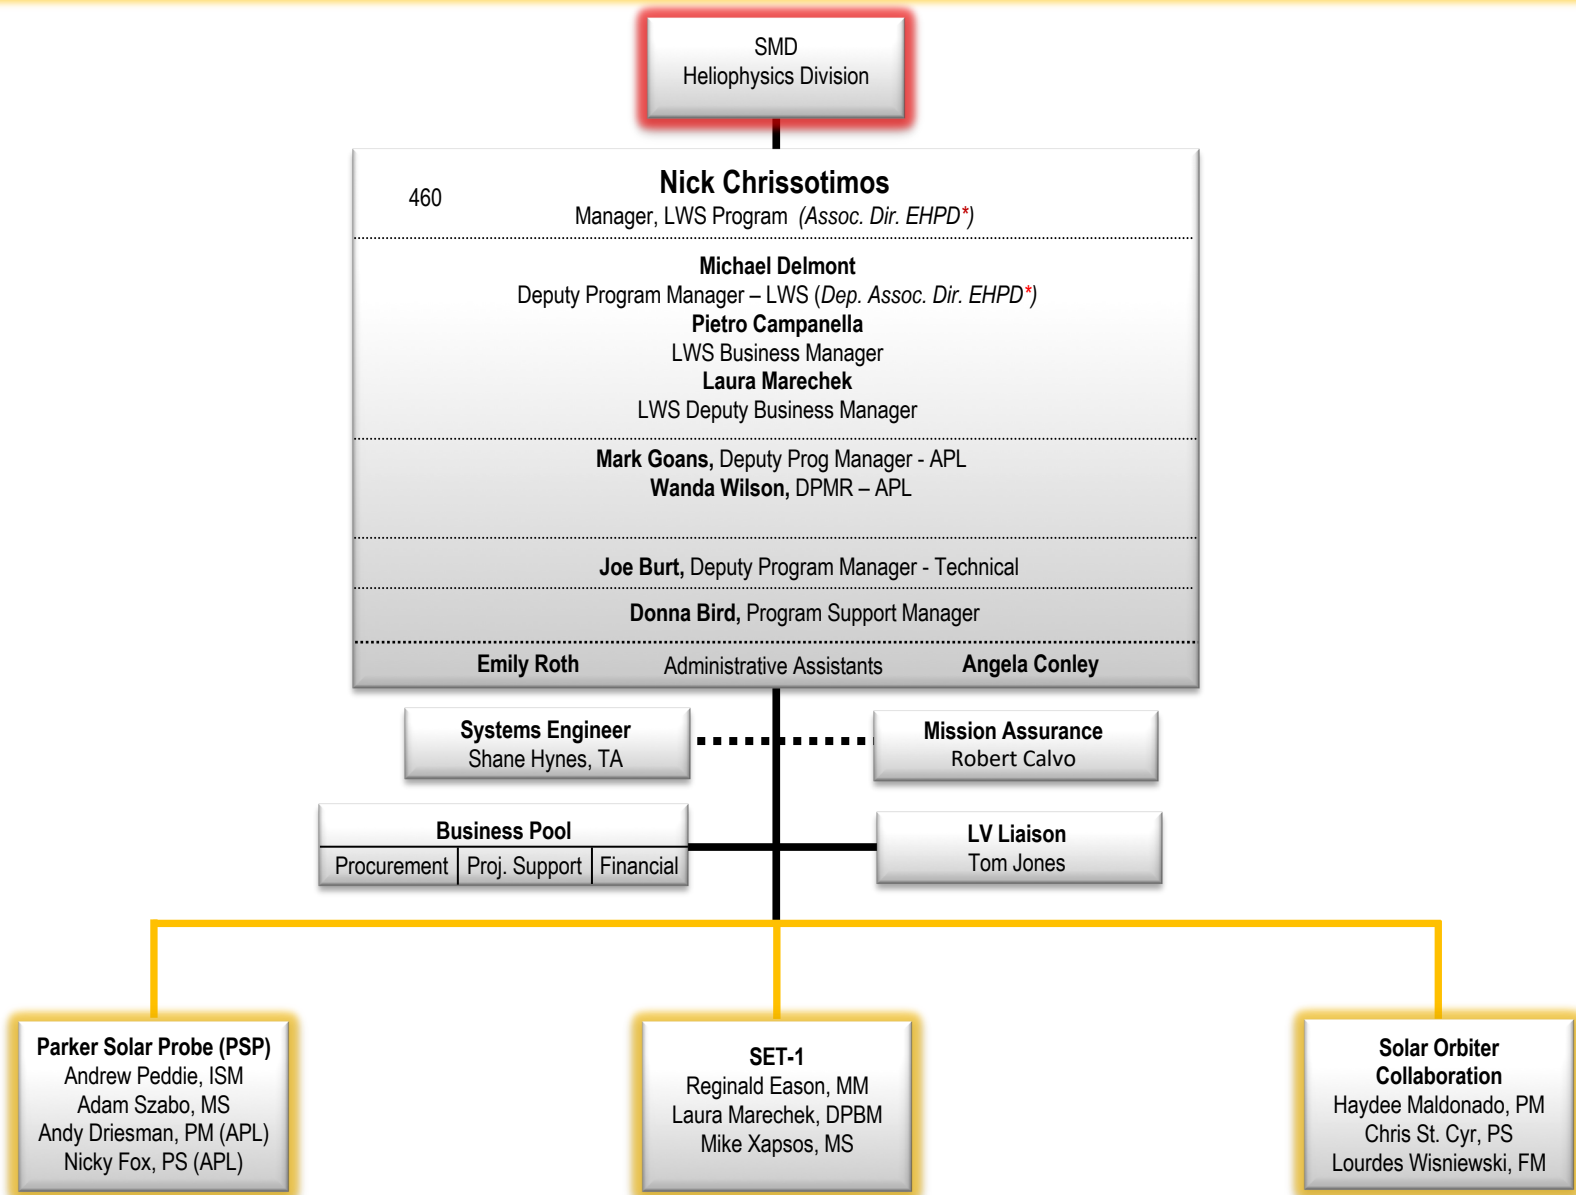 SMD
Heliophysics Division
460
Nick Chrissotimos
Manager, LWS Program (Assoc. Dir. EHPD*)
Michael Delmont
Deputy Program Manager – LWS (Dep. Assoc. Dir. EHPD*)
Pietro Campanella
LWS Business Manager
Laura Marechek
LWS Deputy Business Manager
Mark Goans, Deputy Prog Manager - APL
Wanda Wilson, DPMR – APL
Joe Burt, Deputy Program Manager - Technical
Donna Bird, Program Support Manager
Emily Roth Administrative Assistants Angela Conley
Systems Engineer
Shane Hynes, TA
Mission Assurance
Robert Calvo
Business Pool
Procurement Proj. Support Financial
LV Liaison
Tom Jones
Parker Solar Probe (PSP)
Andrew Peddie, ISM
Adam Szabo, MS
Andy Driesman, PM (APL)
Nicky Fox, PS (APL)
SET-1
Reginald Eason, MM
Laura Marechek, DPBM
Mike Xapsos, MS
Solar Orbiter
Collaboration
Haydee Maldonado, PM
Chris St. Cyr, PS
Lourdes Wisniewski, FM